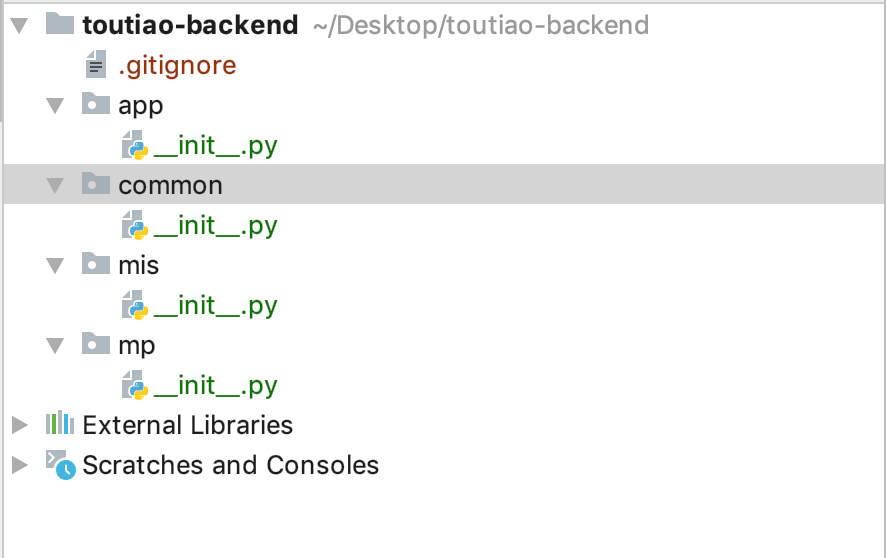 toutiao-backend ~/Desktop/toutiao-backend
.gitignore
app
__init__.py
common
__init__.py
mis
__init__.py
mp
__init__.py
External Libraries
Scratches and Consoles